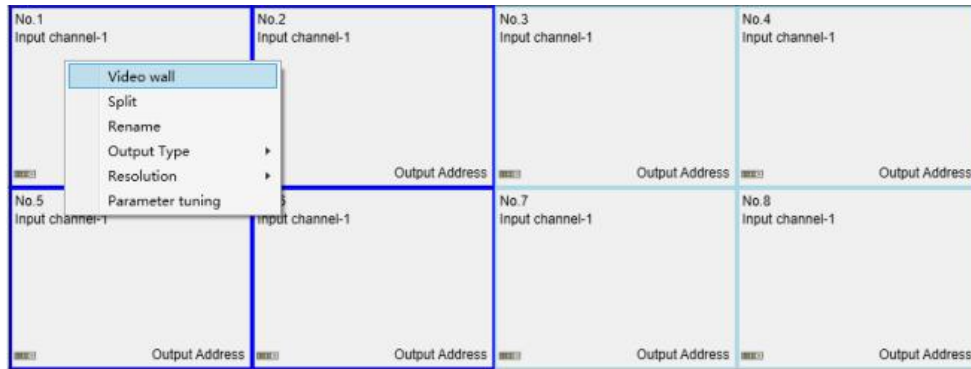 No.1
Input channel-1
No.2
Input channel-1
No.3
Input channel-1
No.4
Input channel-1
Video wall
Split
Rename
Output Type
Resolution
Parameter tuning
Output Address
Output Address
Output Address
No.5
Input channel-1
Input channel-1
No.7
Input channel-1
No.8
Input channel-1
Output Address
Output Address
Output Address
Output Address